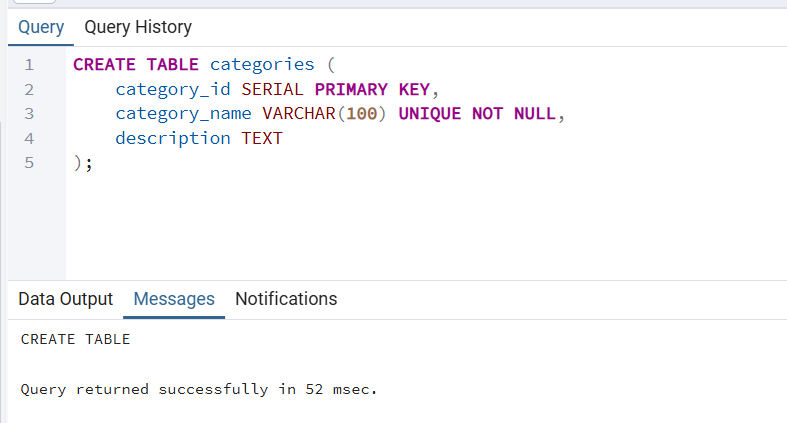 Query Query History
1 CREATE TABLE categories (
2 category_id SERIAL PRIMARY KEY,
3 category_name VARCHAR(100) UNIQUE NOT NULL,
4 description TEXT
5 );
Data Output Messages Notifications
CREATE TABLE
Query returned successfully in 52 msec.